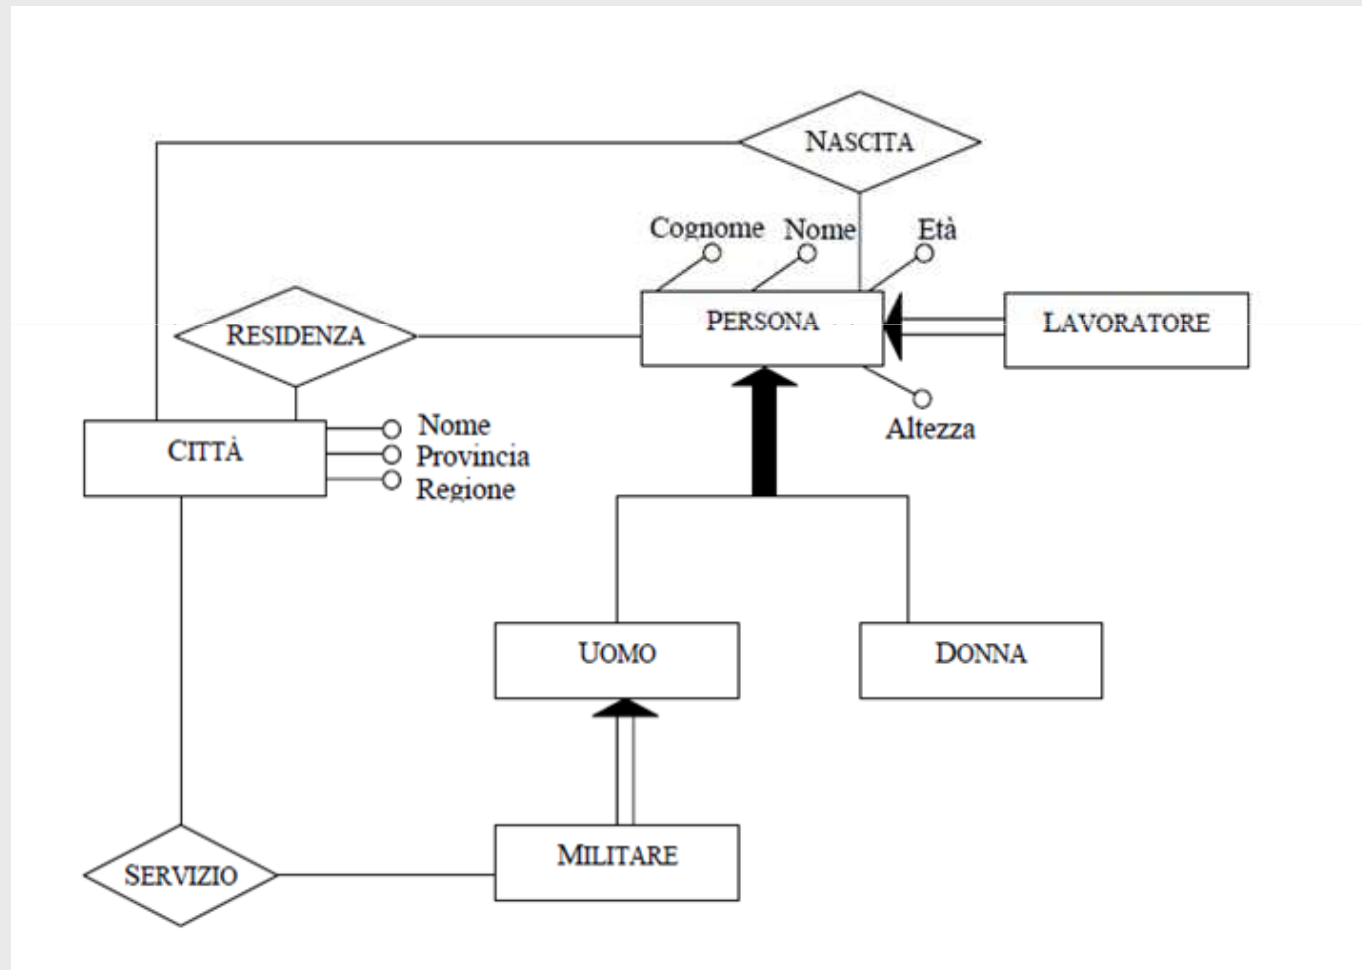 NASCITA
Cognome Nome Età
PERSONA
LAVORATORE
RESIDENZA
Altezza
CITTÀ
Nome
Provincia
Regione
UOMO
DONNA
MILITARE
SERVIZIO